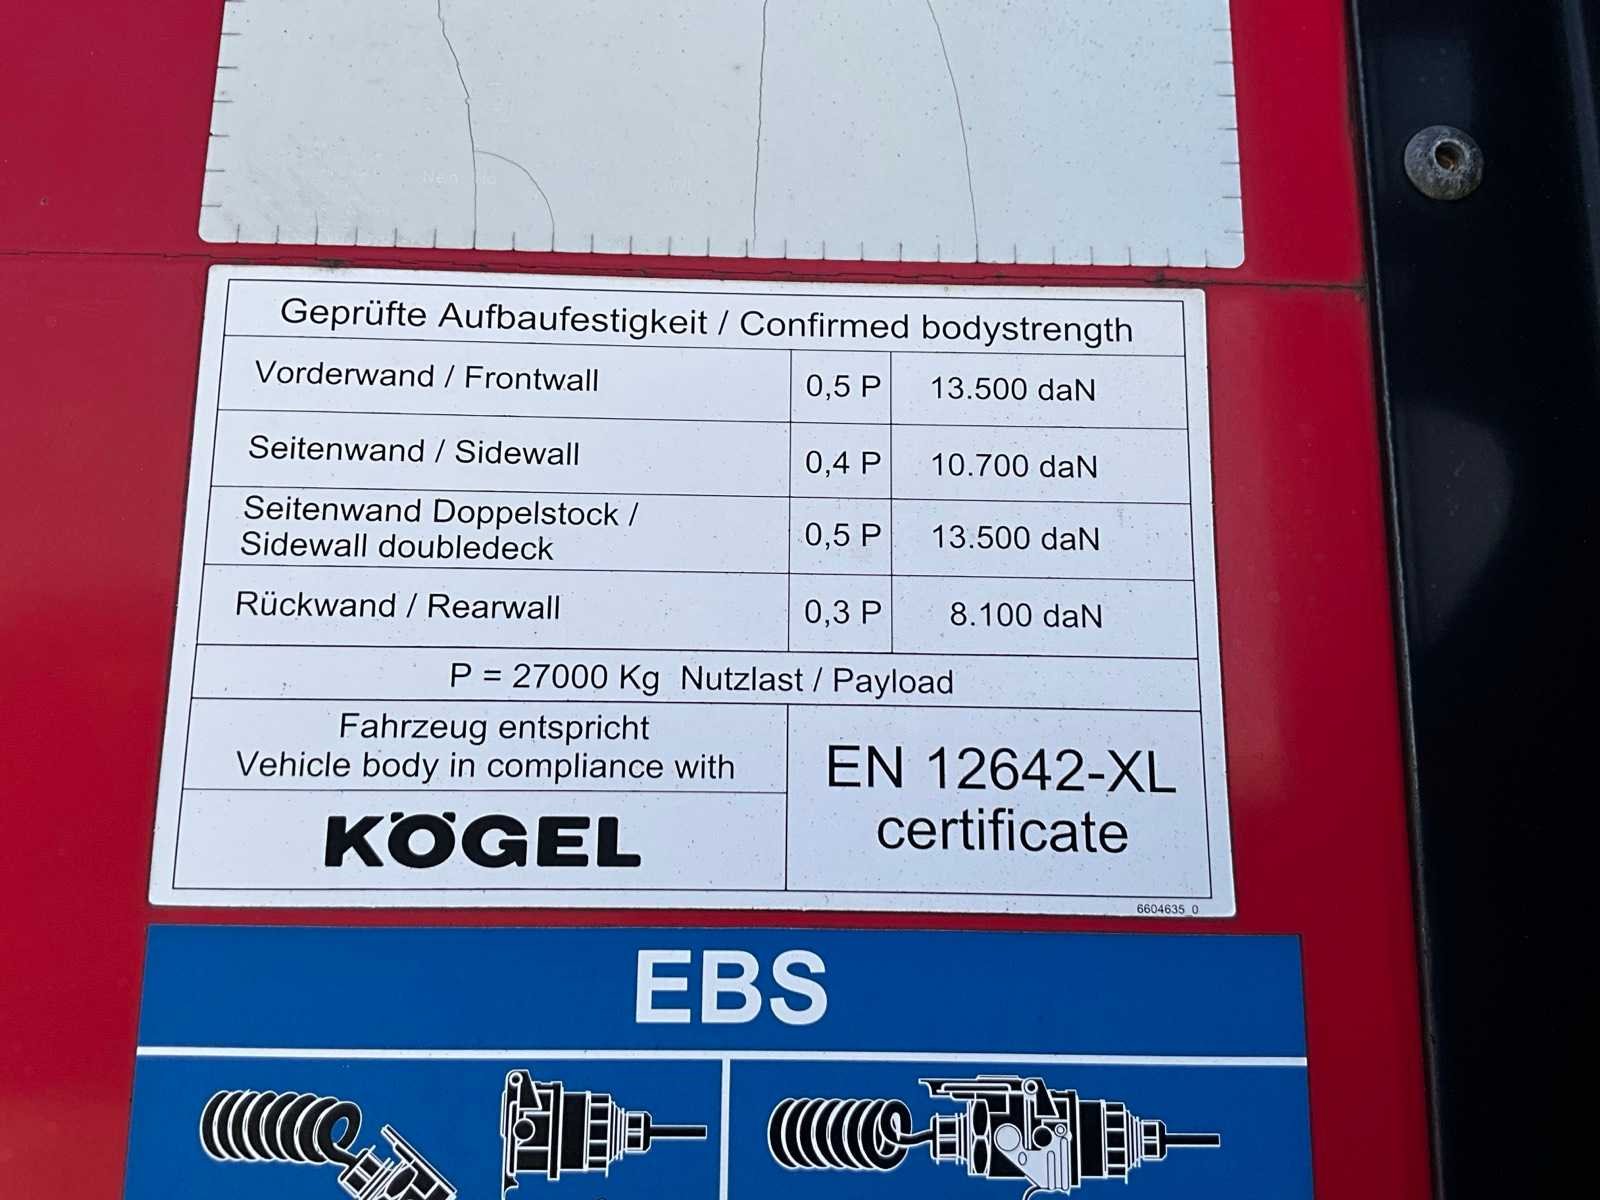 Geprüfte Aufbaufestigkeit / Confirmed bodystrength
Vorderwand / Frontwall 0,5 P 13.500 daN
Seitenwand / Sidewall 0,4 P 10.700 daN
Seitenwand Doppelstock /
Sidewall doubledeck 0,5 P 13.500 daN
Rückwand / Rearwall 0,3 P 8.100 daN
P = 27000 Kg Nutzlast / Payload
Fahrzeug entspricht
Vehicle body in compliance with
EN 12642-XL
certificate
KÖGEL
6604635_0
EBS